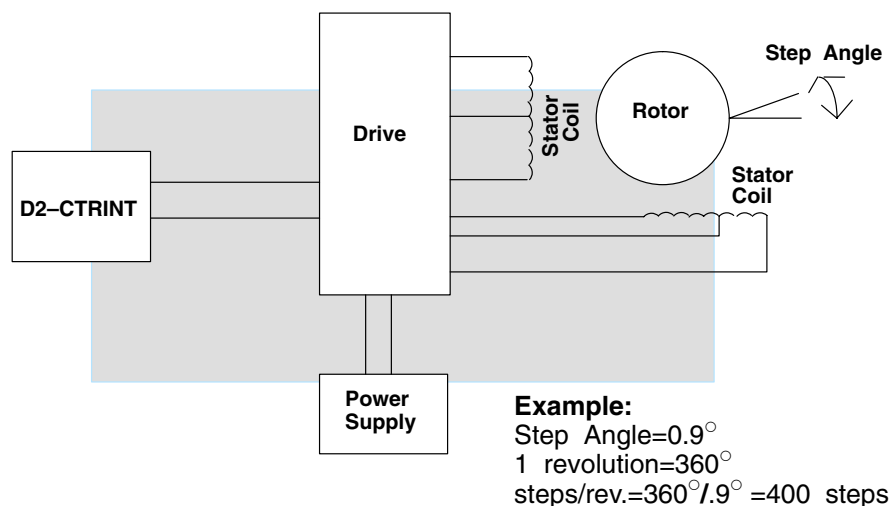 Step Angle
Rotor
Drive
Stator
Coil
Stator
Coil
D2–CTRINT
Power
Supply
Example:
Step Angle=0.9°
1 revolution=360°
steps/rev.=360°/.9° =400 steps